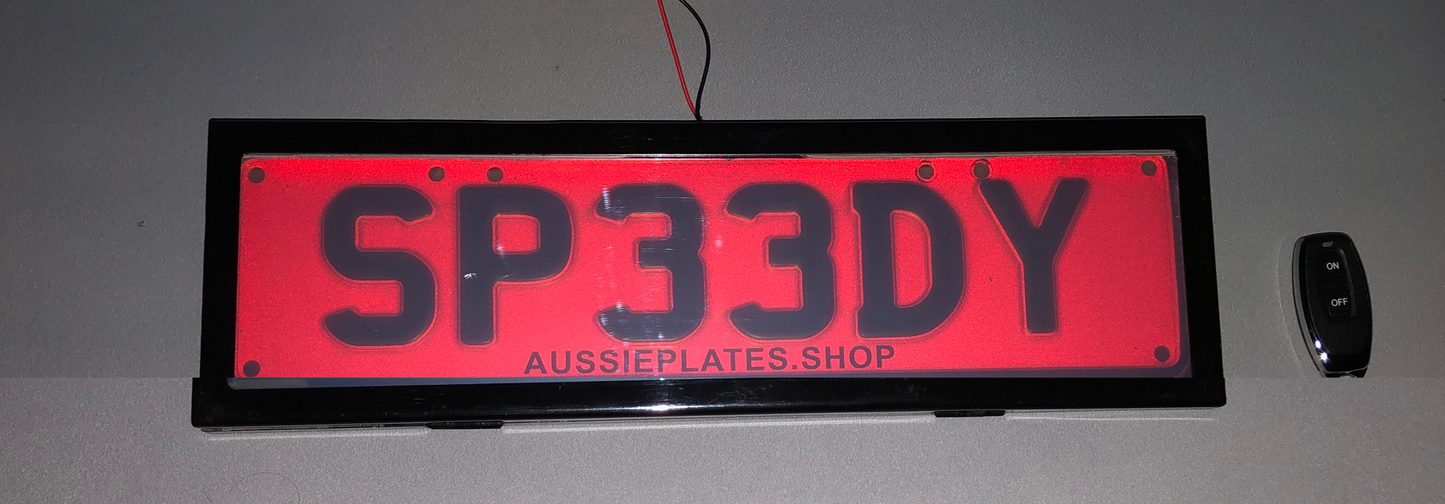 SP33DY
AUSSIEPLATES.SHOP
ON
OFF